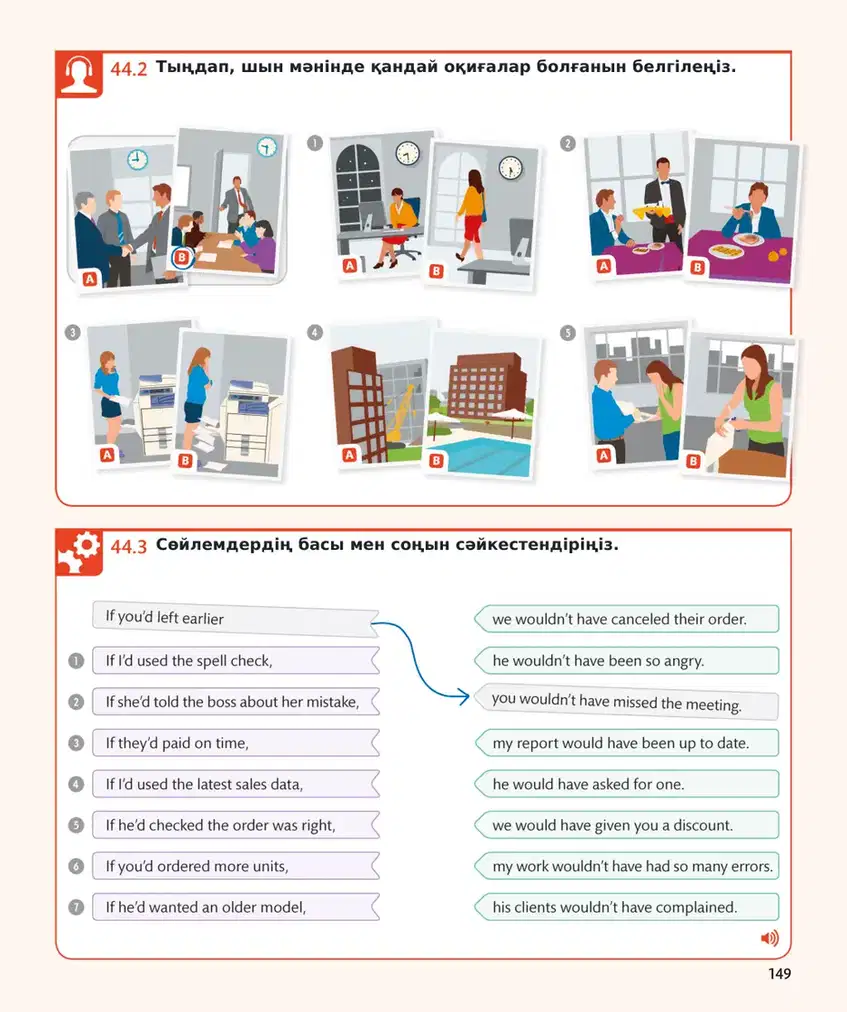 44.2 Тыңдап, шын мәнінде қандай оқиғалар болғанын белгілеңіз.
A
B
1
A
B
2
A
B
3
A
B
4
A
B
5
A
B
44.3 Сөйлемдердің басы мен соңын сәйкестендіріңіз.
If you’d left earlier
we wouldn’t have canceled their order.
1 If I’d used the spell check,
he wouldn’t have been so angry.
2 If she’d told the boss about her mistake,
you wouldn’t have missed the meeting.
3 If they’d paid on time,
my report would have been up to date.
4 If I’d used the latest sales data,
he would have asked for one.
5 If he’d checked the order was right,
we would have given you a discount.
6 If you’d ordered more units,
my work wouldn’t have had so many errors.
7 If he’d wanted an older model,
his clients wouldn’t have complained.
149